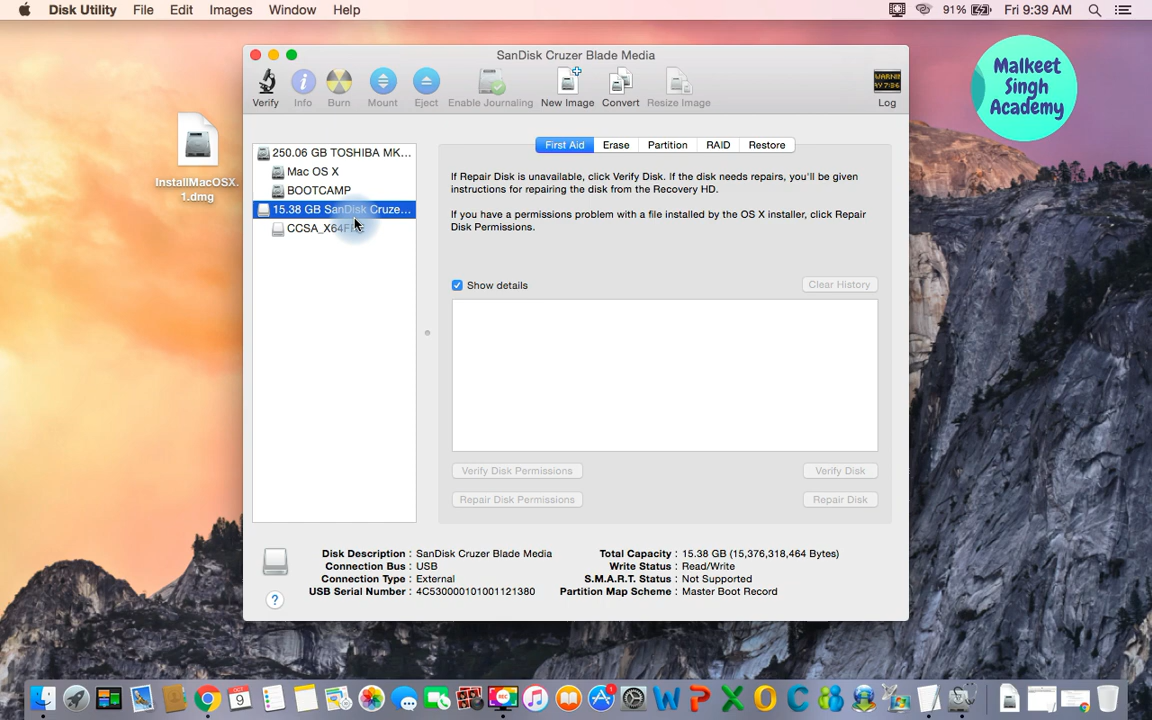 Disk Utility File Edit Images Window Help 91% Fri 9:39 AM
SanDisk Cruzer Blade Media
Malkeet
Singh
Academy
Verify Info Burn Mount Eject Enable Journaling New Image Convert Resize Image Log
InstallMacOSX.
1.dmg
250.06 GB TOSHIBA MK...
Mac OS X
BOOTCAMP
15.38 GB SanDisk Cruze...
First Aid Erase Partition RAID Restore
If Repair Disk is unavailable, click Verify Disk. If the disk needs repairs, you'll be given
instructions for repairing the disk from the Recovery HD.
If you have a permissions problem with a file installed by the OS X installer, click Repair
Disk Permissions.
Show details Clear History
Verify Disk Permissions Verify Disk
Repair Disk Permissions Repair Disk
Disk Description : SanDisk Cruzer Blade Media
Connection Bus : USB
Connection Type : External
USB Serial Number : 4C530000101001121380
Total Capacity : 15.38 GB (15,376,318,464 Bytes)
Write Status : Read/Write
S.M.A.R.T. Status : Not Supported
Partition Map Scheme : Master Boot Record
?